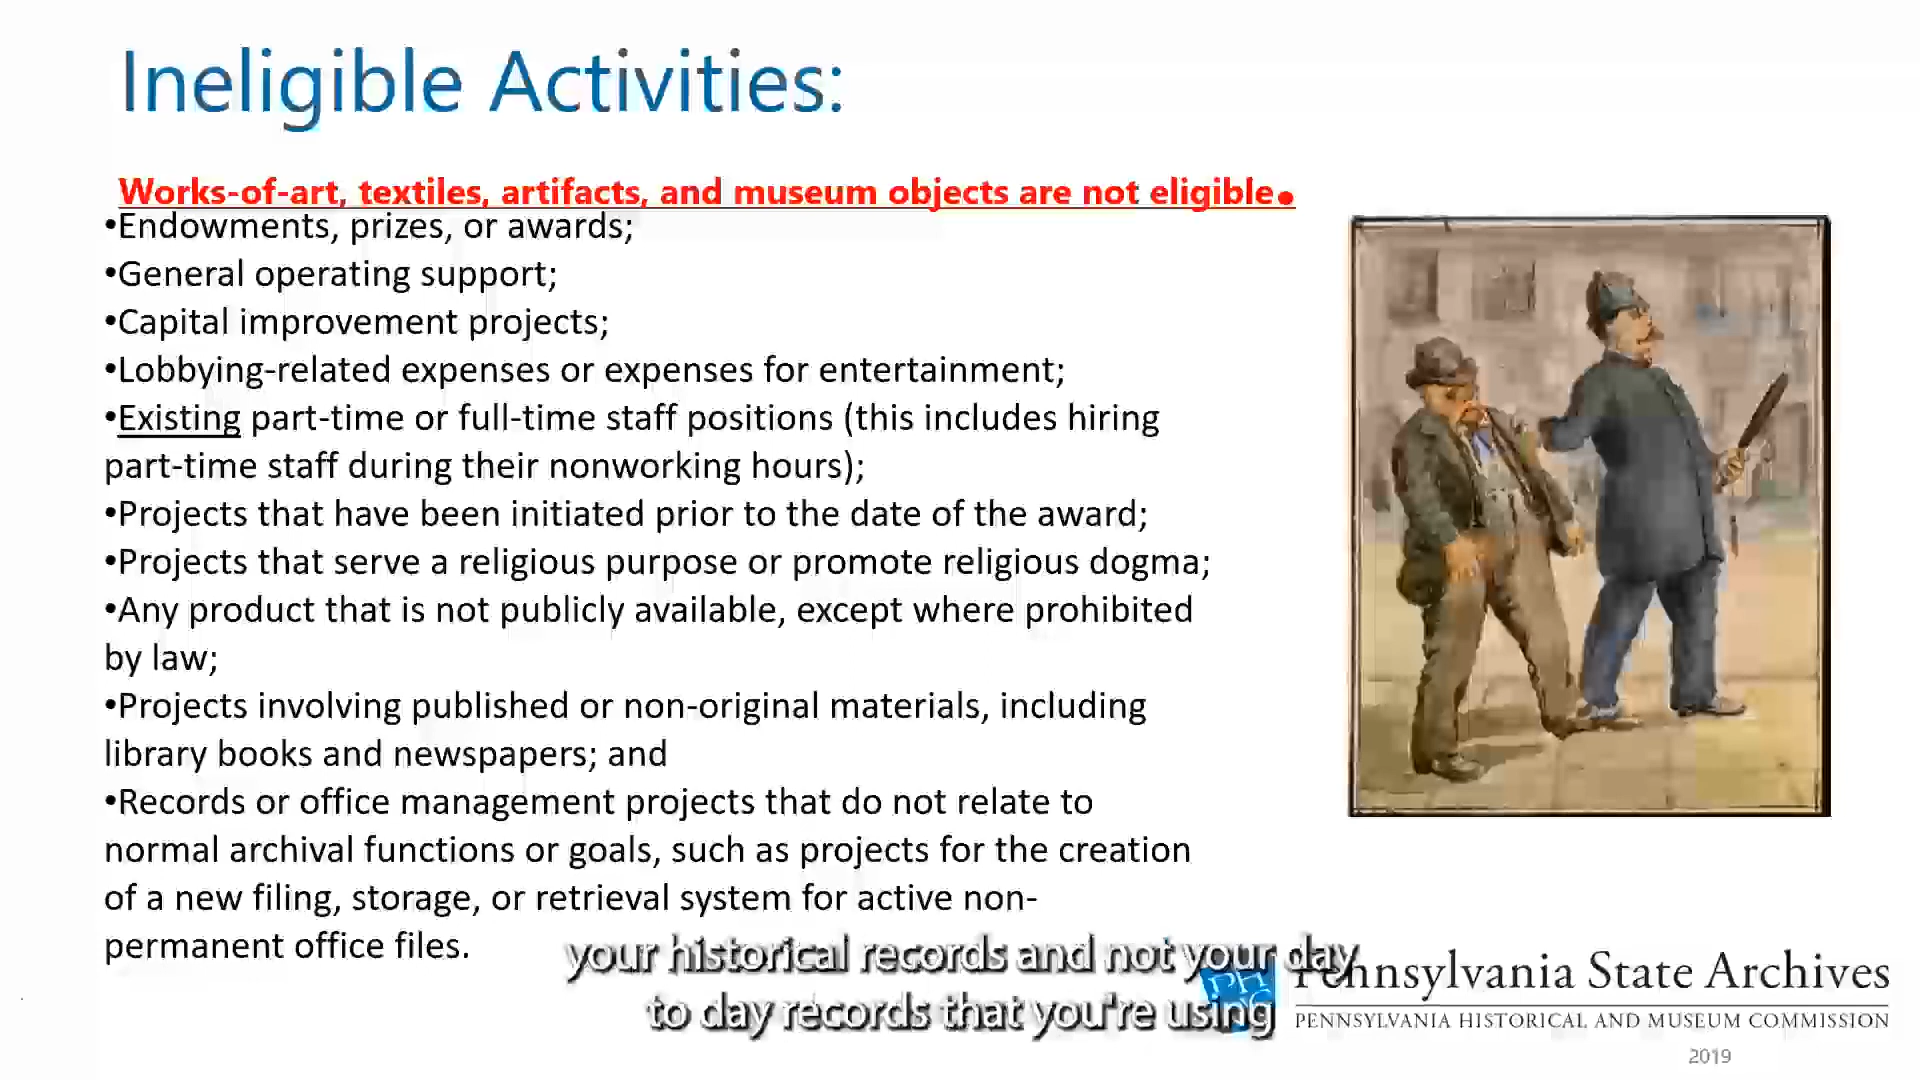 Ineligible Activities:
Works-of-art, textiles, artifacts, and museum objects are not eligible.
•Endowments, prizes, or awards;
•General operating support;
•Capital improvement projects;
•Lobbying-related expenses or expenses for entertainment;
•Existing part-time or full-time staff positions (this includes hiring
part-time staff during their nonworking hours);
•Projects that have been initiated prior to the date of the award;
•Projects that serve a religious purpose or promote religious dogma;
•Any product that is not publicly available, except where prohibited
by law;
•Projects involving published or non-original materials, including
library books and newspapers; and
•Records or office management projects that do not relate to
normal archival functions or goals, such as projects for the creation
of a new filing, storage, or retrieval system for active non-
permanent office files.
your historical records and not your day
to day records that you're using
Pennsylvania State Archives
PENNSYLVANIA HISTORICAL AND MUSEUM COMMISSION
2019